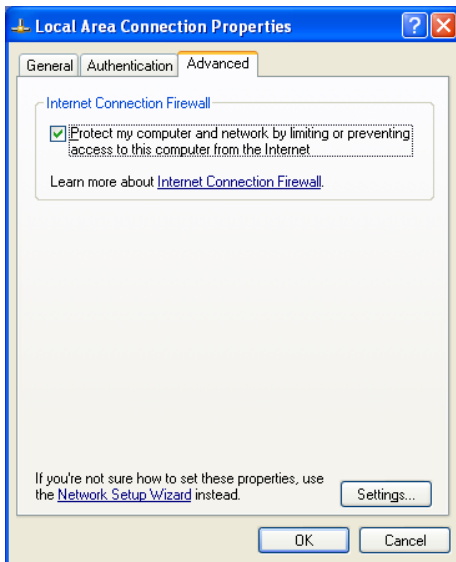 Local Area Connection Properties
General Authentication Advanced
Internet Connection Firewall
Protect my computer and network by limiting or preventing
access to this computer from the Internet
Learn more about Internet Connection Firewall.
If you're not sure how to set these properties, use
the Network Setup Wizard instead.
Settings...
OK Cancel